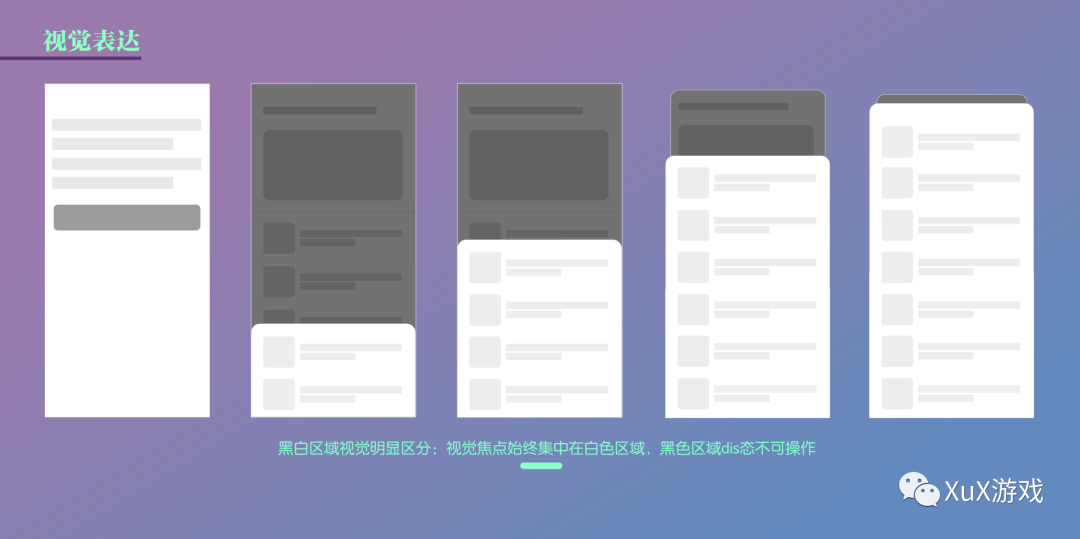 视觉表达
黑白区域视觉明显区分：视觉焦点始终集中在白色区域，黑色区域dis态不可操作
XuX游戏